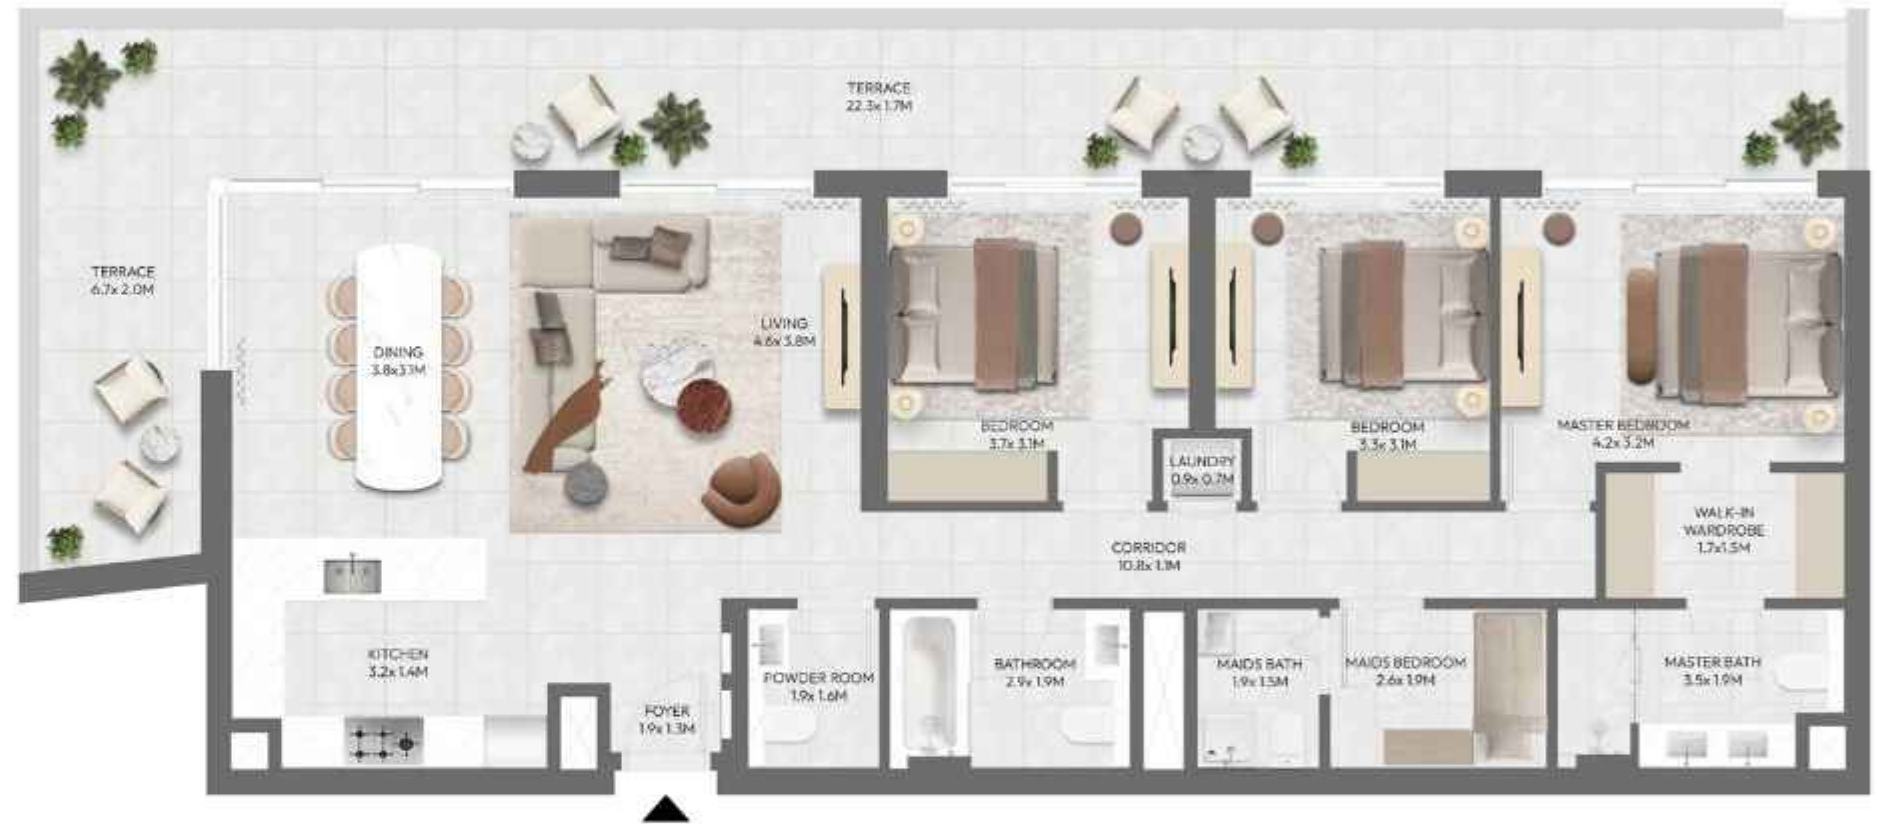 TERRACE
22.3x 1.7M
TERRACE
6.7x 2.0M
DINING
3.8x3.1M
LIVING
4.6x 3.8M
BEDROOM
3.7x 3.1M
LAUNDRY
0.9x 0.7M
BEDROOM
3.3x 3.1M
MASTER BEDROOM
4.2x 3.2M
WALK-IN
WARDROBE
1.7x1.5M
CORRIDOR
10.8x 1.1M
KITCHEN
3.2x 1.4M
FOYER
1.9x 1.3M
POWDER ROOM
1.9x 1.6M
BATHROOM
2.9x 1.9M
MAIDS BATH
1.9x 1.5M
MAIDS BEDROOM
2.6x 1.9M
MASTER BATH
3.5x 1.9M